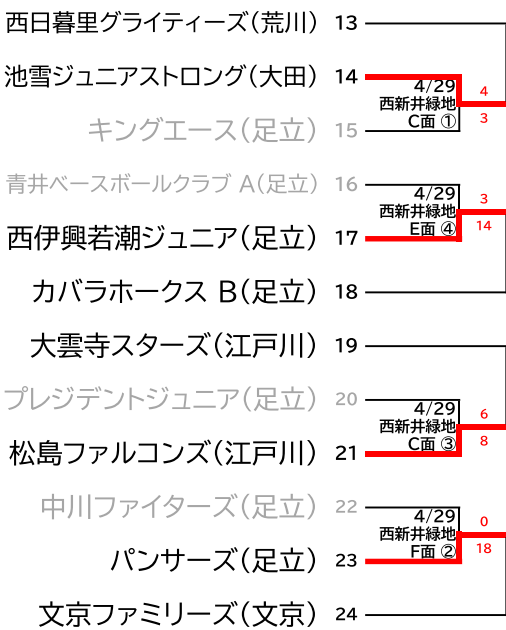 西日暮里グライティーズ(荒川) 13
池雪ジュニアストロング(大田) 14
4/29 4
西新井緑地
C面 ① 3
キングエース(足立) 15
青井ベースボールクラブ A(足立) 16
4/29 3
西新井緑地
E面 ④ 14
西伊興若潮ジュニア(足立) 17
カバラホークス B(足立) 18
大雲寺スターズ(江戸川) 19
プレジデントジュニア(足立) 20
4/29 6
西新井緑地
C面 ③ 8
松島ファルコンズ(江戸川) 21
中川ファイターズ(足立) 22
4/29 0
西新井緑地
F面 ② 18
パンサーズ(足立) 23
文京ファミリーズ(文京) 24